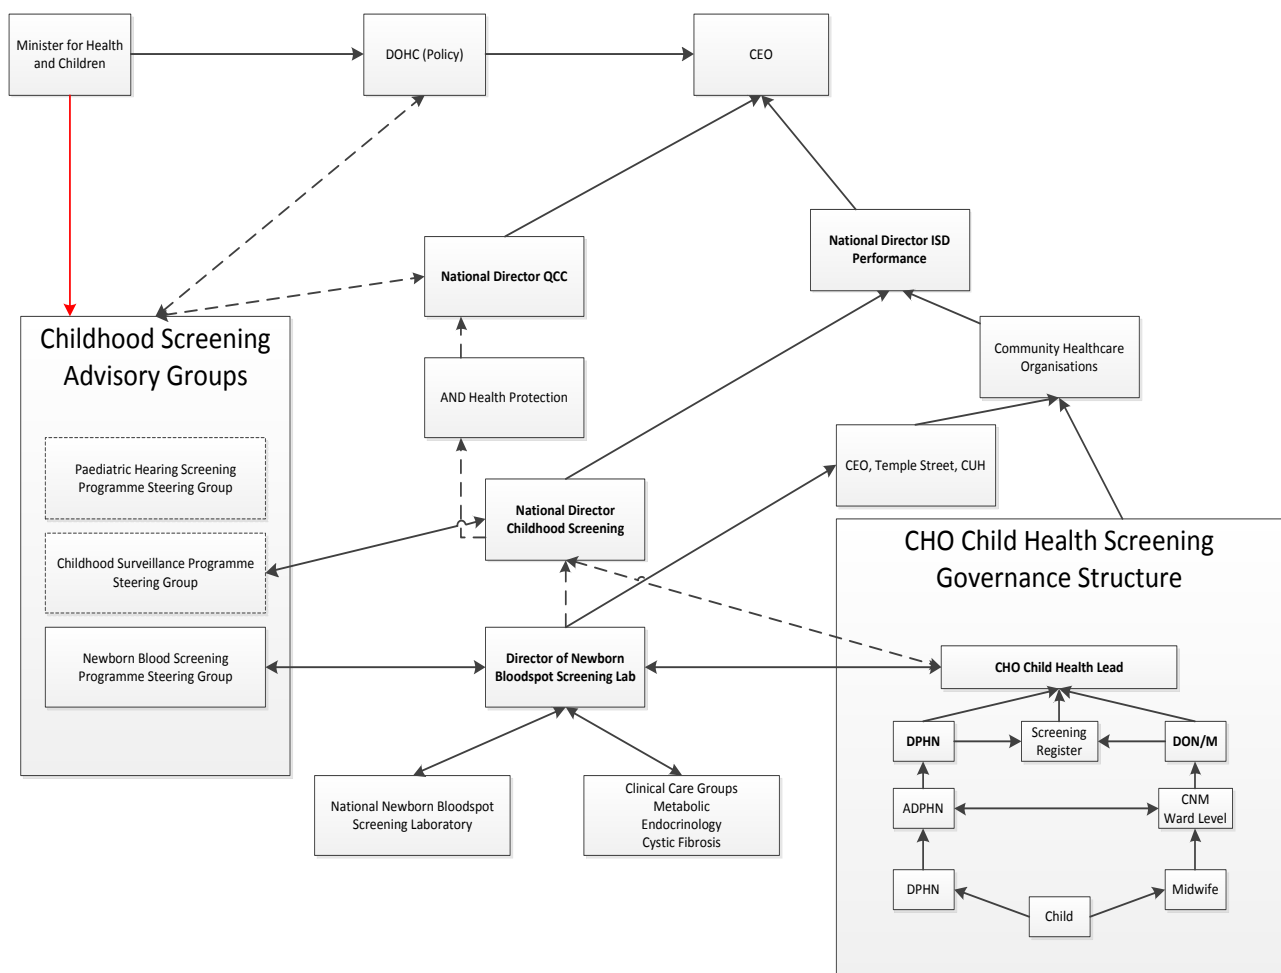 Minister for Health
and Children
DOHC (Policy)
CEO
National Director ISD
Performance
National Director QCC
Community Healthcare
Organisations
Childhood Screening
Advisory Groups
AND Health Protection
Paediatric Hearing Screening
Programme Steering Group
CEO, Temple Street, CUH
National Director
Childhood Screening
Childhood Surveillance Programme
Steering Group
CHO Child Health Screening
Governance Structure
Newborn Blood Screening
Programme Steering Group
Director of Newborn
Bloodspot Screening Lab
CHO Child Health Lead
DPHN
Screening
Register
DON/M
National Newborn Bloodspot
Screening Laboratory
Clinical Care Groups
Metabolic
Endocrinology
Cystic Fibrosis
ADPHN
CNM
Ward Level
DPHN
Midwife
Child